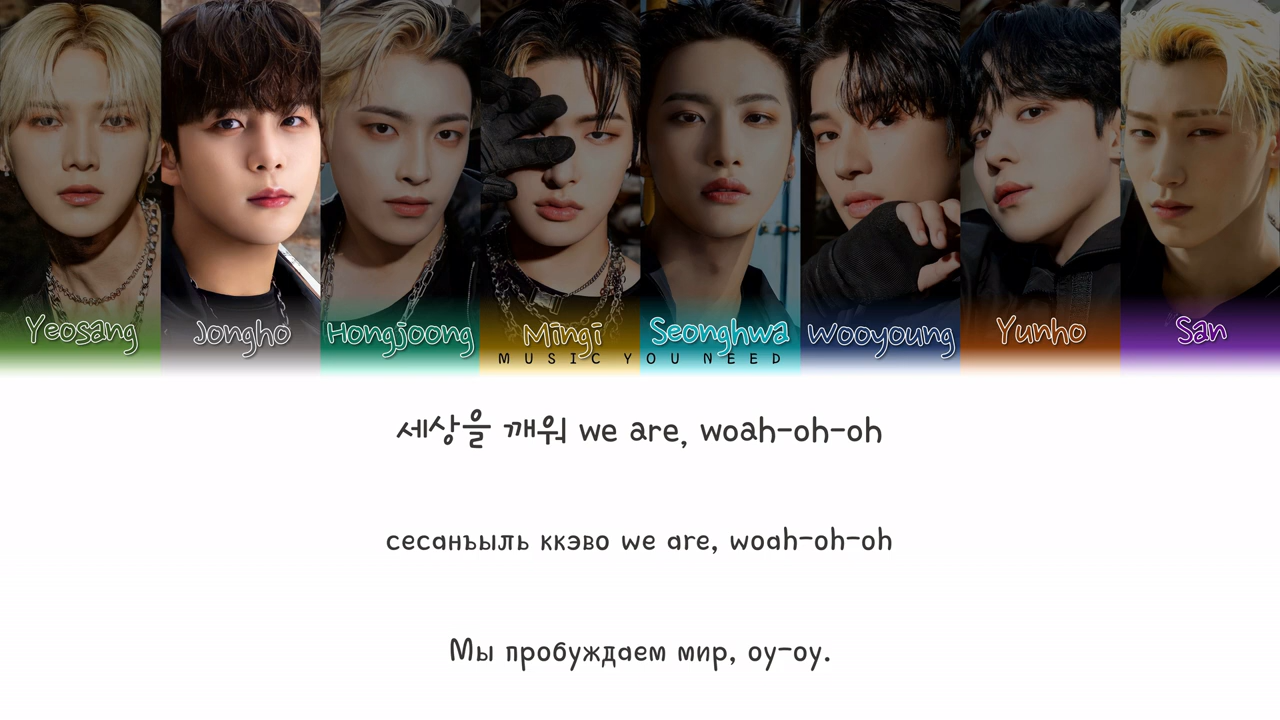 Yeosang
Jongho
Hongjoong
Mingi
Seonghwa
Wooyoung
Yunho
San
MUSIC YOU NEED
세상을 깨워 we are, woah-oh-oh
сесанъыль ккэво we are, woah-oh-oh
Мы пробуждаем мир, оу-оу.